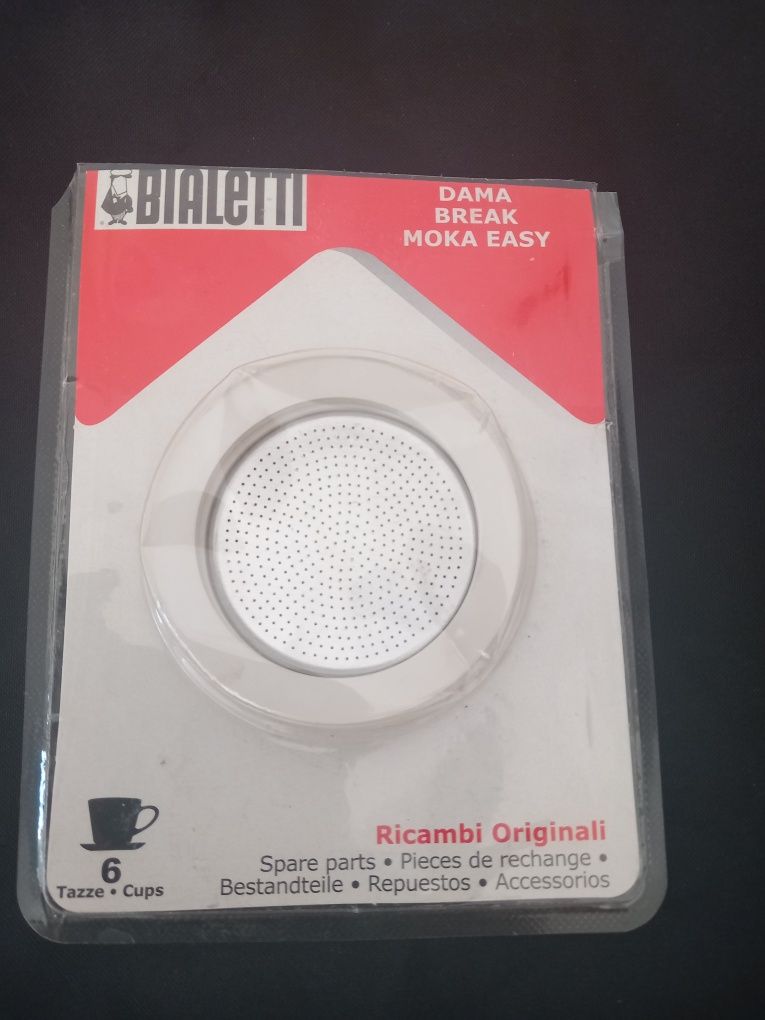 BIALETTI
DAMA
BREAK
MOKA EASY
Ricambi Originali
Spare parts • Pieces de rechange •
Bestandteile • Repuestos • Accessorios
6
Tazze • Cups